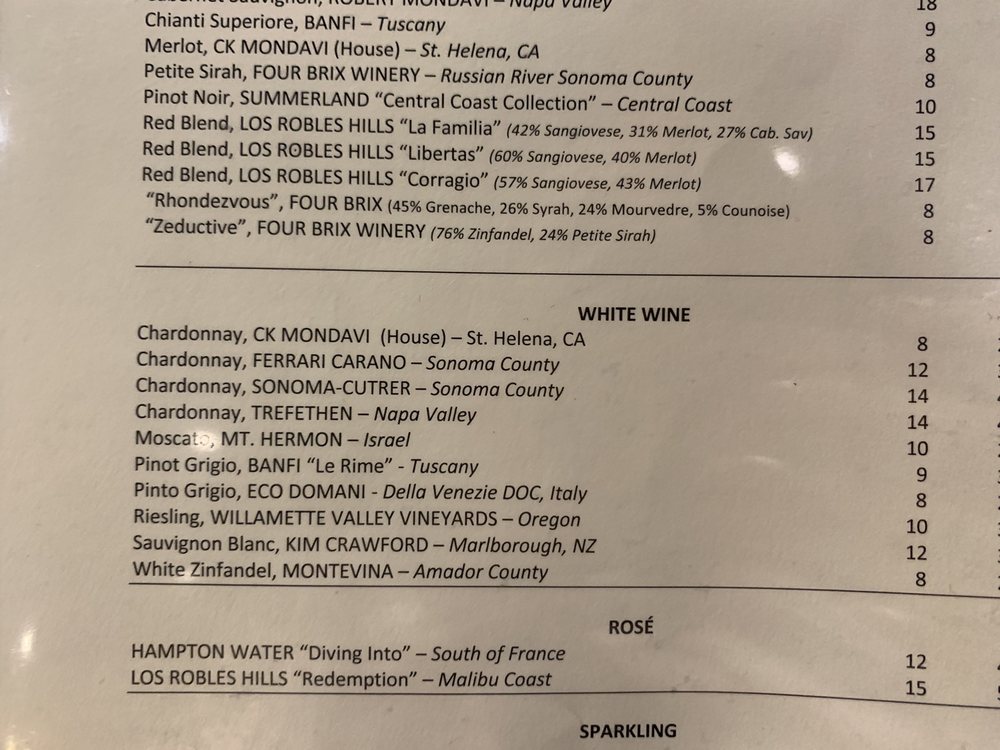 Cabernet Sauvignon, ROBERT MONDAVI – Napa Valley 18
Chianti Superiore, BANFI – Tuscany 9
Merlot, CK MONDAVI (House) – St. Helena, CA 8
Petite Sirah, FOUR BRIX WINERY – Russian River Sonoma County 8
Pinot Noir, SUMMERLAND “Central Coast Collection” – Central Coast 10
Red Blend, LOS ROBLES HILLS “La Familia” (42% Sangiovese, 31% Merlot, 27% Cab. Sav) 15
Red Blend, LOS ROBLES HILLS “Libertas” (60% Sangiovese, 40% Merlot) 15
Red Blend, LOS ROBLES HILLS “Corragio” (57% Sangiovese, 43% Merlot) 17
“Rhondezvous”, FOUR BRIX (45% Grenache, 26% Syrah, 24% Mourvedre, 5% Counoise) 8
“Zeductive”, FOUR BRIX WINERY (76% Zinfandel, 24% Petite Sirah) 8
WHITE WINE
Chardonnay, CK MONDAVI (House) – St. Helena, CA 8
Chardonnay, FERRARI CARANO – Sonoma County 12
Chardonnay, SONOMA-CUTRER – Sonoma County 14
Chardonnay, TREFETHEN – Napa Valley 14
Moscato, MT. HERMON – Israel 10
Pinot Grigio, BANFI “Le Rime” - Tuscany 9
Pinto Grigio, ECO DOMANI - Della Venezie DOC, Italy 8
Riesling, WILLAMETTE VALLEY VINEYARDS – Oregon 10
Sauvignon Blanc, KIM CRAWFORD – Marlborough, NZ 12
White Zinfandel, MONTEVINA – Amador County 8
ROSÉ
HAMPTON WATER “Diving Into” – South of France 12
LOS ROBLES HILLS “Redemption” – Malibu Coast 15
SPARKLING